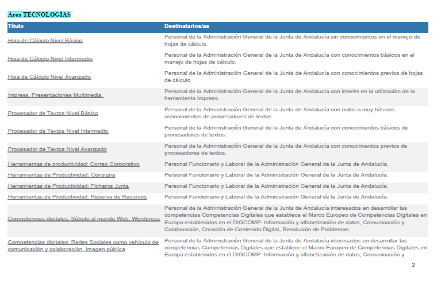 Área TECNOLOGÍAS
Título Destinatarios/as
Hoja de Cálculo Nivel Básico Personal de la Administración General de la Junta de Andalucía sin conocimientos en el manejo de
hojas de cálculo.
Hoja de Cálculo Nivel Intermedio Personal de la Administración General de la Junta de Andalucía con conocimientos básicos en el
manejo de hojas de cálculo.
Hoja de Cálculo Nivel Avanzado Personal de la Administración General de la Junta de Andalucía con conocimientos previos de hojas
de cálculo
Impress. Presentaciones Multimedia. Personal de la Administración General de la Junta de Andalucía con interés en la utilización de la
herramienta Impress.
Procesador de Textos Nivel Básico Personal de la Administración General de la Junta de Andalucía con nulos o muy básicos
conocimientos de procesadores de textos
Procesador de Textos Nivel Intermedio Personal de la Administración General de la Junta de Andalucía con conocimientos básicos de
procesadores de textos.
Procesador de Textos Nivel Avanzado Personal de la Administración General de la Junta de Andalucía con conocimientos previos de
procesadores de textos.
Herramientas de productividad: Correo Corporativo Personal Funcionario y Laboral de la Administración General de la Junta de Andalucía.
Herramientas de Productividad: Consigna Personal Funcionario y Laboral de la Administración General de la Junta de Andalucía.
Herramientas de Productividad: Ficheros Junta Personal Funcionario y Laboral de la Administración General de la Junta de Andalucía.
Herramientas de Productividad: Reserva de Recursos Personal Funcionario y Laboral de la Administración General de la Junta de Andalucía.
Personal de la Administración General de la Junta de Andalucía interesados en desarrollar las
Competencias digitales: Súbete al mundo Web: Wordpress competencias Competencias Digitales que establece el Marco Europeo de Competencias Digitales en
Europa establecidos en el DIGCOMP: Información y alfabetización de datos, Comunicación y
Colaboración, Creación de Contenido Digital, Resolución de Problemas
Competencias digitales: Redes Sociales como vehículo de Personal de la Administración General de la Junta de Andalucía interesados en desarrollar las
comunicación y colaboración. Imagen pública competencias Competencias Digitales que establece el Marco Europeo de Competencias Digitales en
Europa establecidos en el DIGCOMP: Información y alfabetización de datos, Comunicación y
2